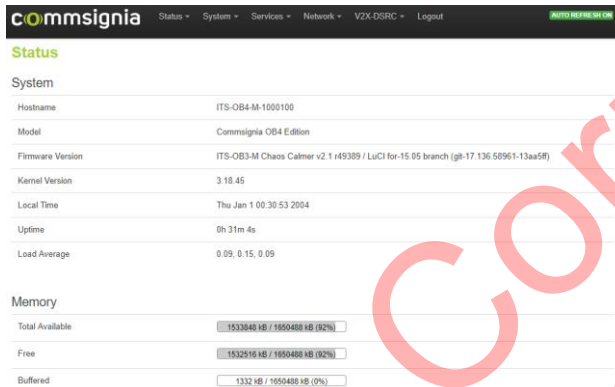 commsignia Status System Services Network V2X-DSRC Logout AUTO REFRESH ON
Status
System
Hostname ITS-OB4-M-1000100
Model Commsignia OB4 Edition
Firmware Version ITS-OB3-M Chaos Calmer v2.1 r49389 / LuCI for-15.05 branch (git-17.136.58961-13aa5ff)
Kernel Version 3.18.45
Local Time Thu Jan 1 00:30:53 2004
Uptime 0h 31m 4s
Load Average 0.09, 0.15, 0.09
Memory
Total Available 1533848 kB / 1650488 kB (92%)
Free 1532516 kB / 1650488 kB (92%)
Buffered 1332 kB / 1650488 kB (0%)
Co